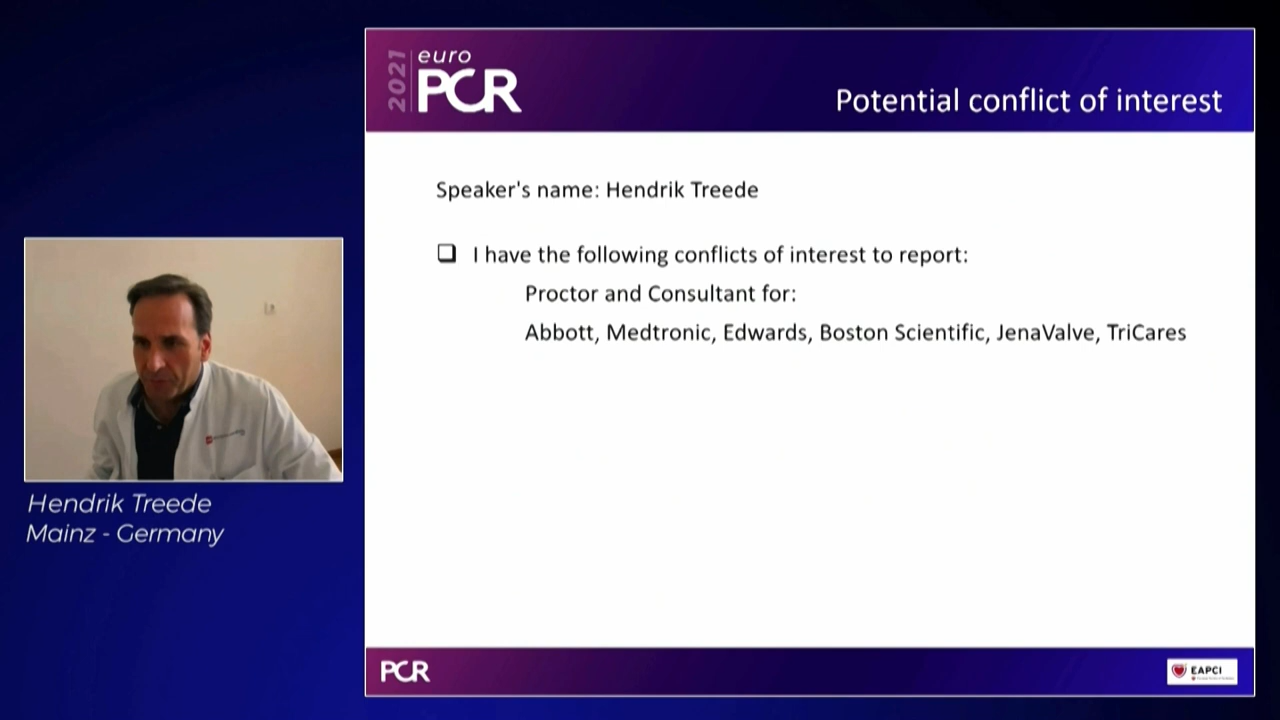 2021
euro
PCR
Potential conflict of interest
Speaker's name: Hendrik Treede
I have the following conflicts of interest to report:
Proctor and Consultant for:
Abbott, Medtronic, Edwards, Boston Scientific, JenaValve, TriCares
Hendrik Treede
Mainz - Germany
PCR
EAPCI